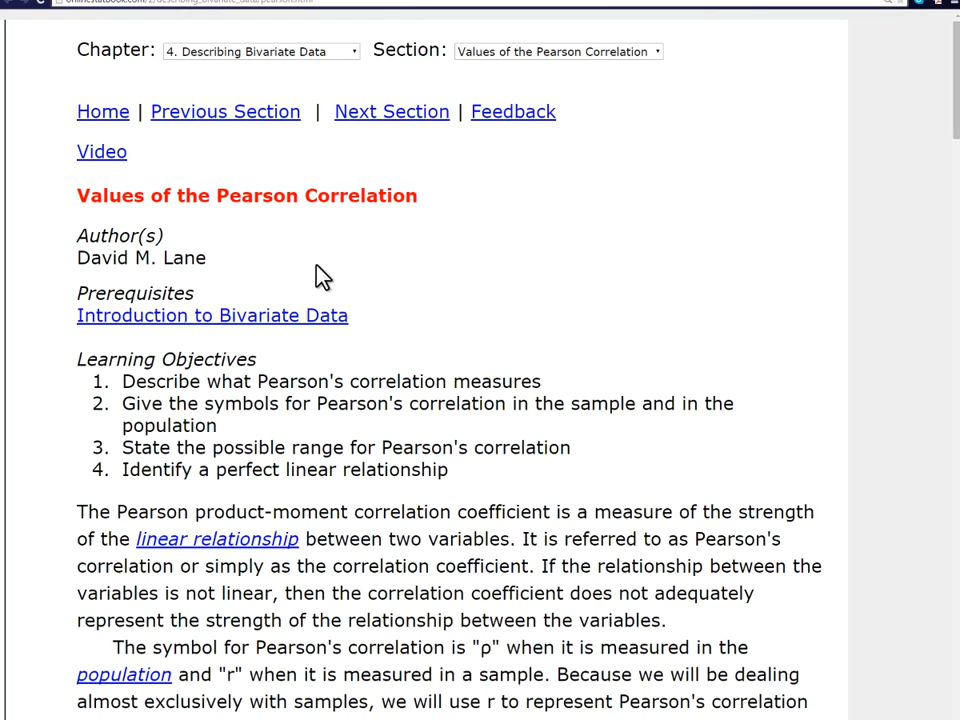 onlinestatbook.com/2/describing_bivariate_data/pearson.html
Chapter: 4. Describing Bivariate Data Section: Values of the Pearson Correlation
Home | Previous Section | Next Section | Feedback
Video
Values of the Pearson Correlation
Author(s)
David M. Lane
Prerequisites
Introduction to Bivariate Data
Learning Objectives
1. Describe what Pearson's correlation measures
2. Give the symbols for Pearson's correlation in the sample and in the
population
3. State the possible range for Pearson's correlation
4. Identify a perfect linear relationship
The Pearson product-moment correlation coefficient is a measure of the strength
of the linear relationship between two variables. It is referred to as Pearson's
correlation or simply as the correlation coefficient. If the relationship between the
variables is not linear, then the correlation coefficient does not adequately
represent the strength of the relationship between the variables.
The symbol for Pearson's correlation is "ρ" when it is measured in the
population and "r" when it is measured in a sample. Because we will be dealing
almost exclusively with samples, we will use r to represent Pearson's correlation